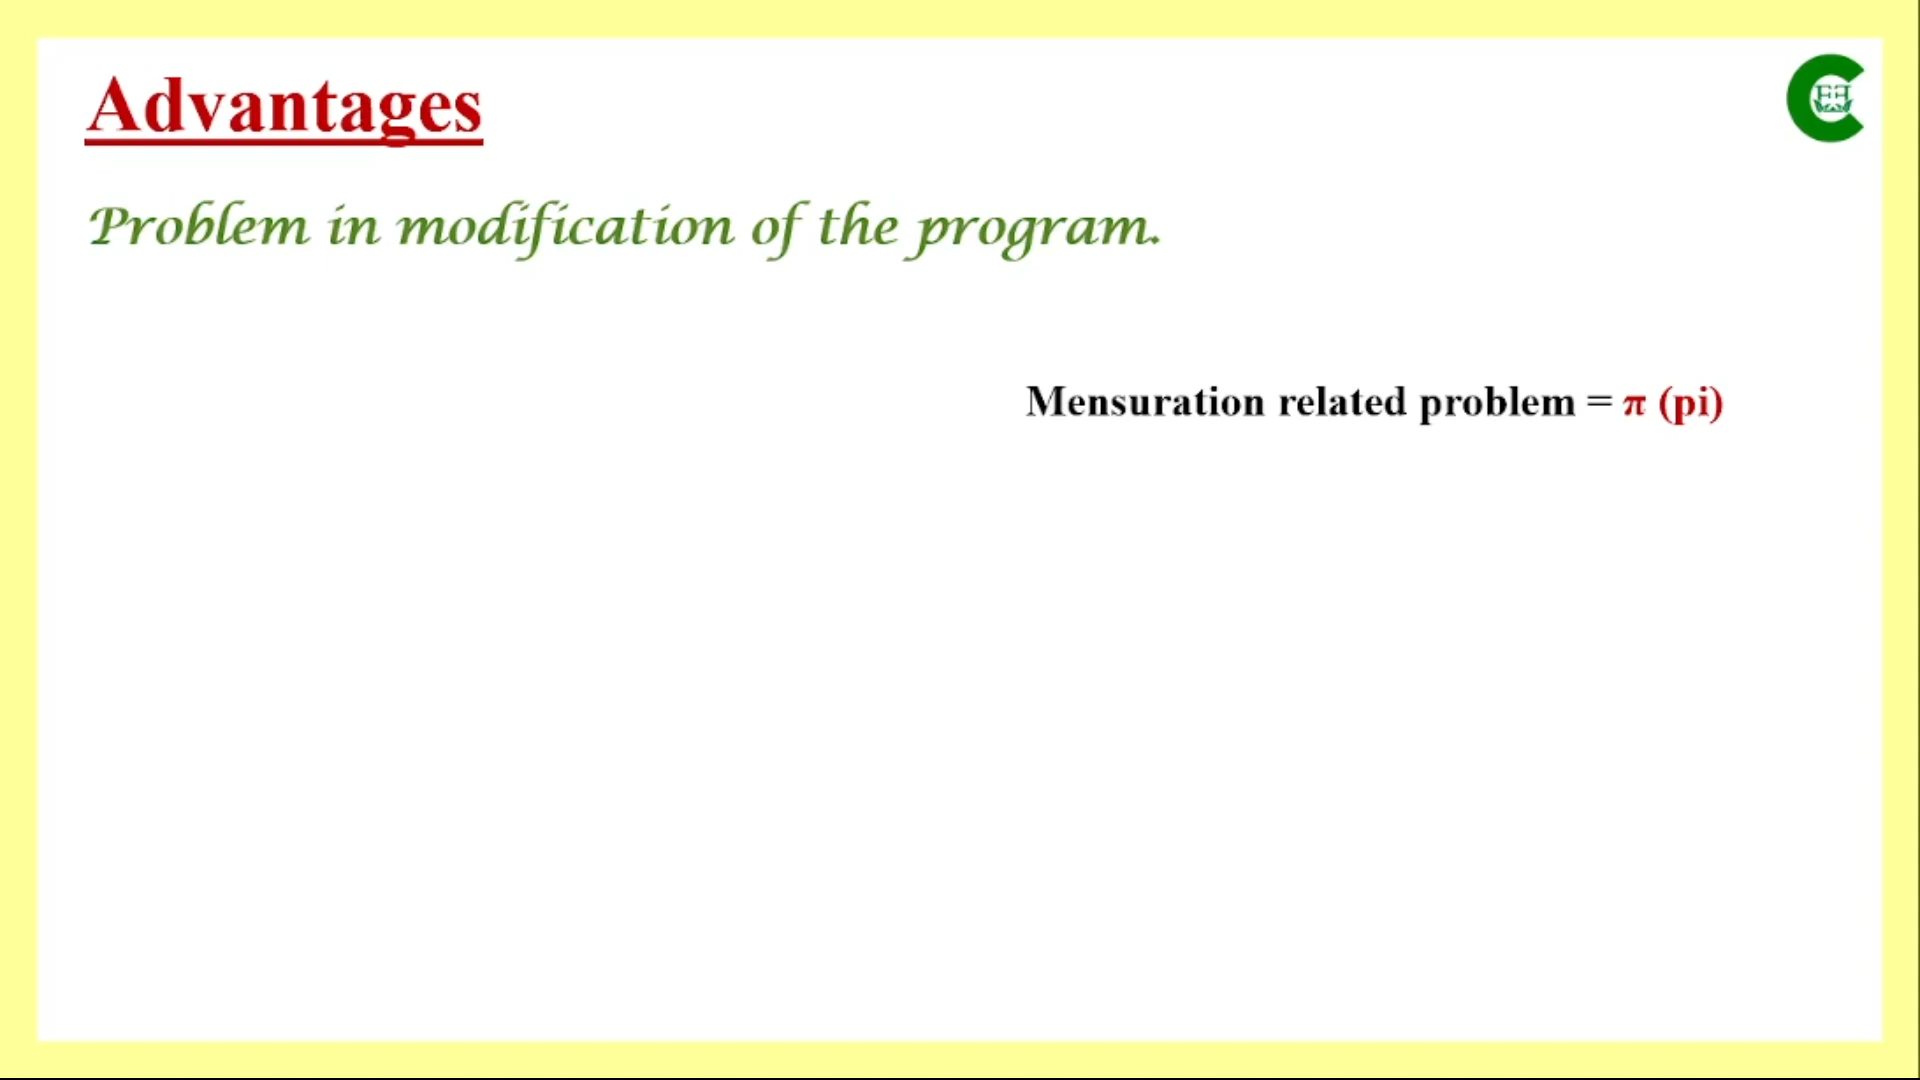 Advantages
Problem in modification of the program.
Mensuration related problem = π (pi)